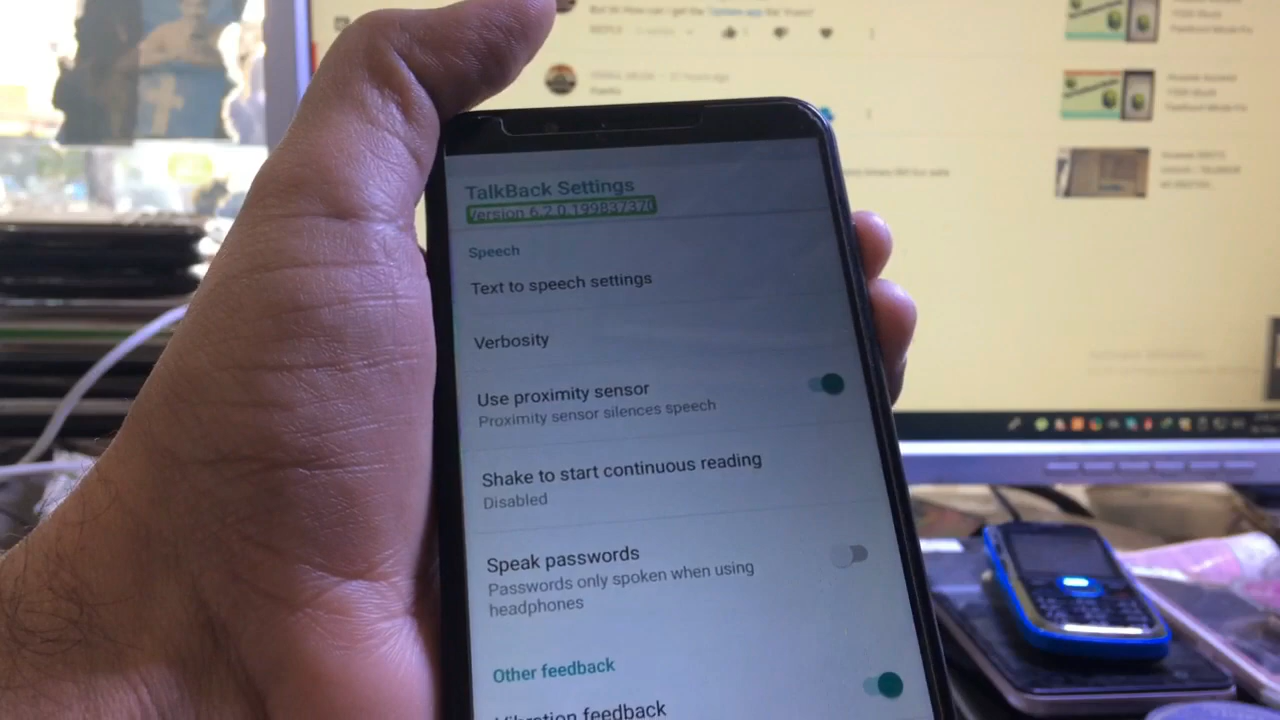 TalkBack Settings
Version 6.2.0.199837370
Speech
Text to speech settings
Verbosity
Use proximity sensor
Proximity sensor silences speech
Shake to start continuous reading
Disabled
Speak passwords
Passwords only spoken when using
headphones
Other feedback
Vibration feedback